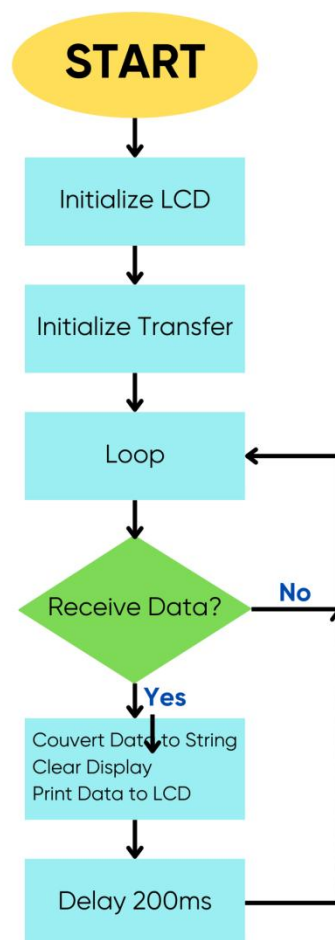 START
Initialize LCD
Initialize Transfer
Loop
Receive Data?
No
Yes
Couvert Data to String
Clear Display
Print Data to LCD
Delay 200ms